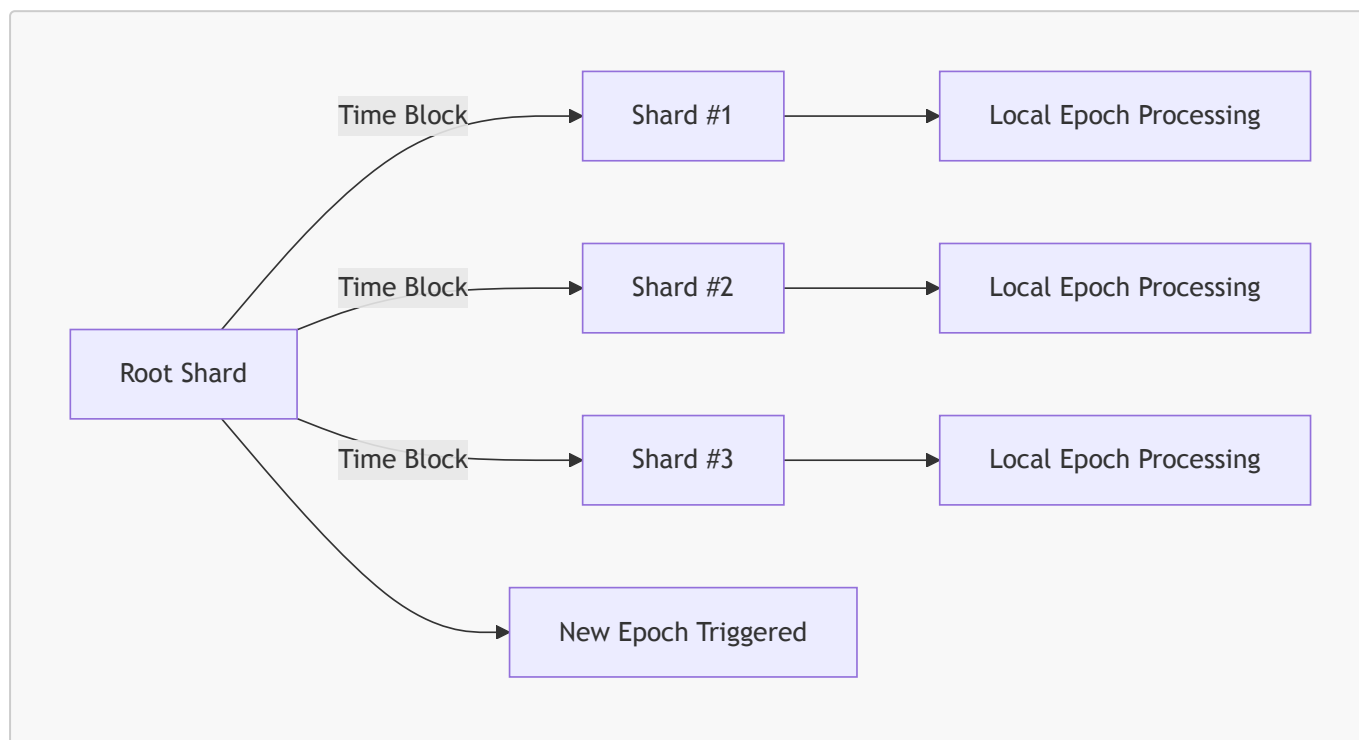 Time Block
Shard #1
Local Epoch Processing
Time Block
Shard #2
Local Epoch Processing
Root Shard
Time Block
Shard #3
Local Epoch Processing
New Epoch Triggered